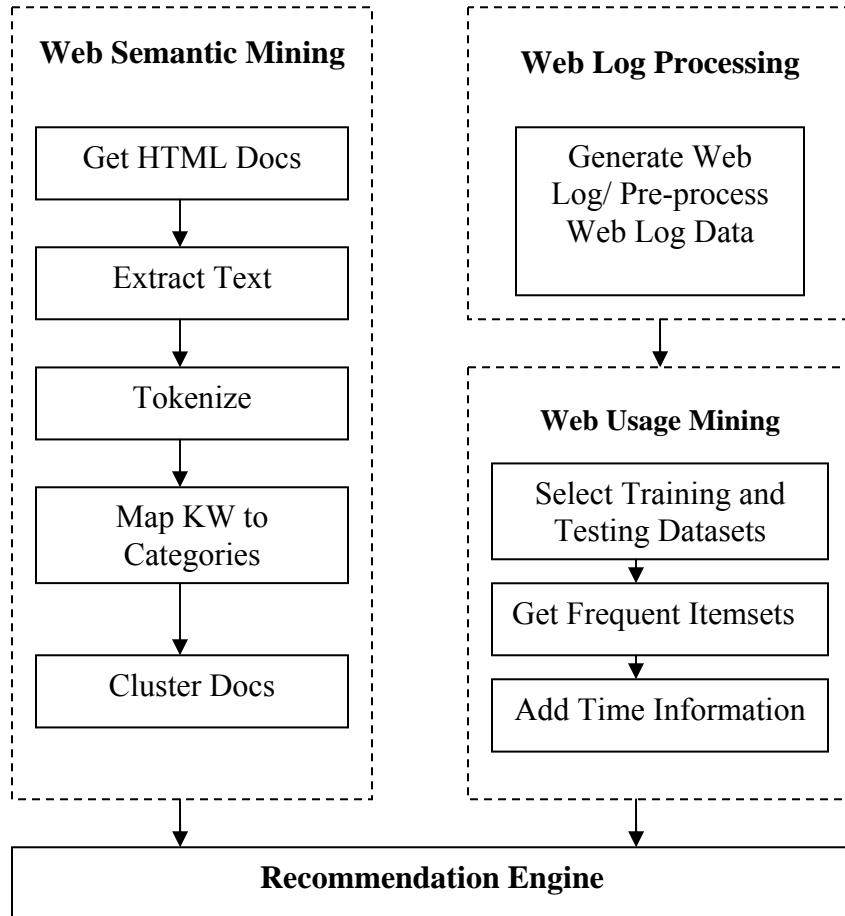 Web Semantic Mining
Get HTML Docs
Extract Text
Tokenize
Map KW to
Categories
Cluster Docs
Web Log Processing
Generate Web
Log/ Pre-process
Web Log Data
Web Usage Mining
Select Training and
Testing Datasets
Get Frequent Itemsets
Add Time Information
Recommendation Engine